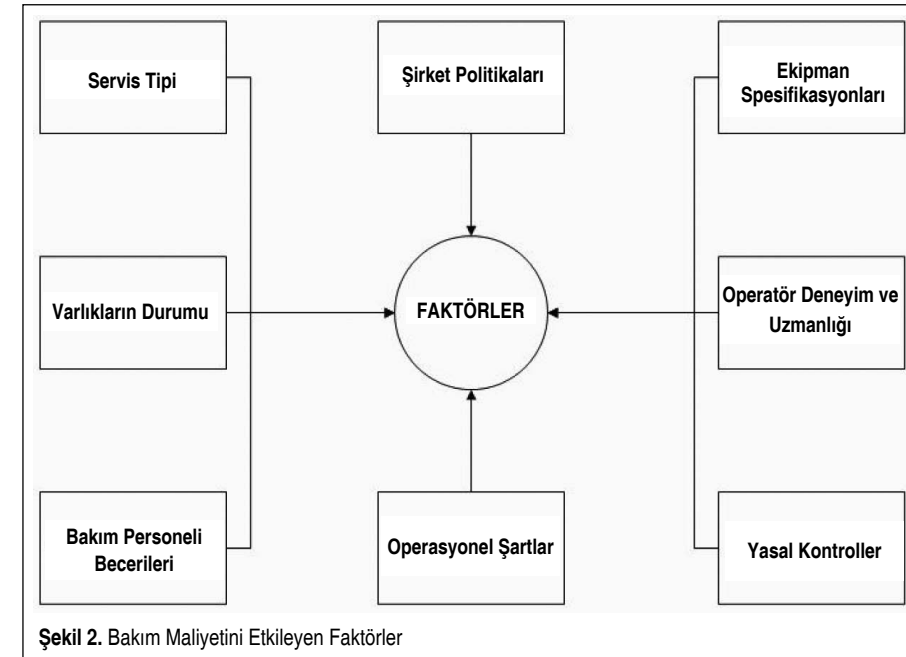 Servis Tipi
Şirket Politikaları
Ekipman
Spesifikasyonları
Varlıkların Durumu
FAKTÖRLER
Operatör Deneyim ve
Uzmanlığı
Bakım Personeli
Becerileri
Operasyonel Şartlar
Yasal Kontroller
Şekil 2. Bakım Maliyetini Etkileyen Faktörler